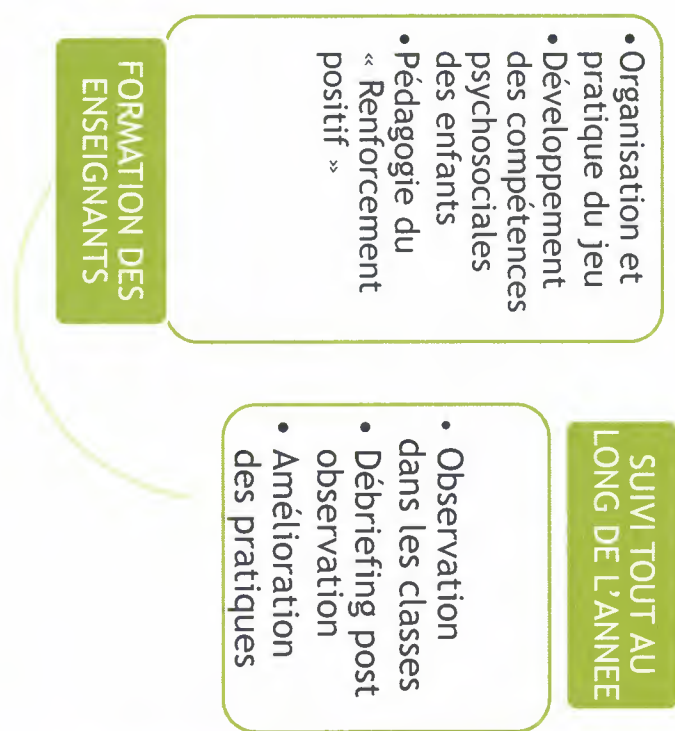 • Organisation et
pratique du jeu
• Développement
des compétences
psychosociales
des enfants
• Pédagogie du
« Renforcement
positif »
FORMATION DES
ENSEIGNANTS
SUIVI TOUT AU
LONG DE L'ANNEE
• Observation
dans les classes
• Débriefing post
observation
• Amélioration
des pratiques